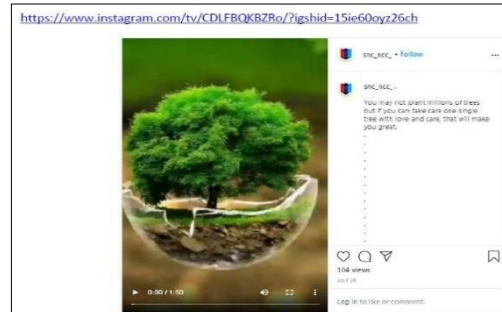 https://www.instagram.com/tv/CDLFBQKBZRo/?igshid=15ie60oyz26ch
snc_ncc_ • Follow
snc_ncc_ .
You may not plant millions of trees
but if you can take care one single
tree with love and care, that will make
you great.
104 views
0:00 / 1:50
Log in to like or comment.